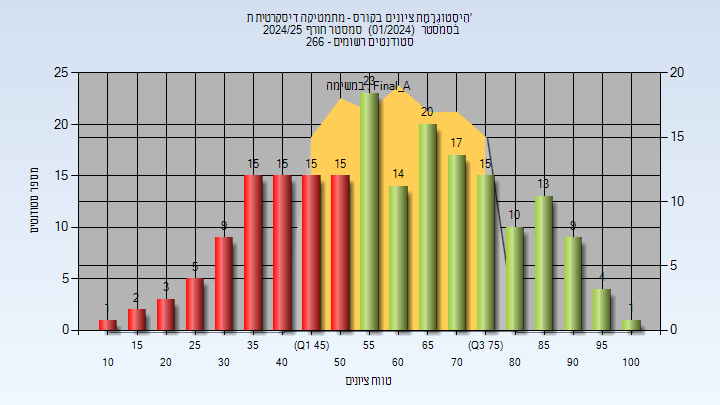 היסטוגרמת ציונים בקורס - מתמטיקה דיסקרטית ת'
בסמסטר (01/2024) סמסטר חורף 2024/25
266 - סטודנטים רשומים
במשימה : Final_A
מספר סטודנטים
25 20 15 10 5 0
20 15 10 5 0
1 2 3 5 9 15 15 15 15 23 14 20 17 15 10 13 9 4 1
15 25 35 (Q1 45) 55 65 (Q3 75) 85 95
10 20 30 40 50 60 70 80 90 100
טווח ציונים